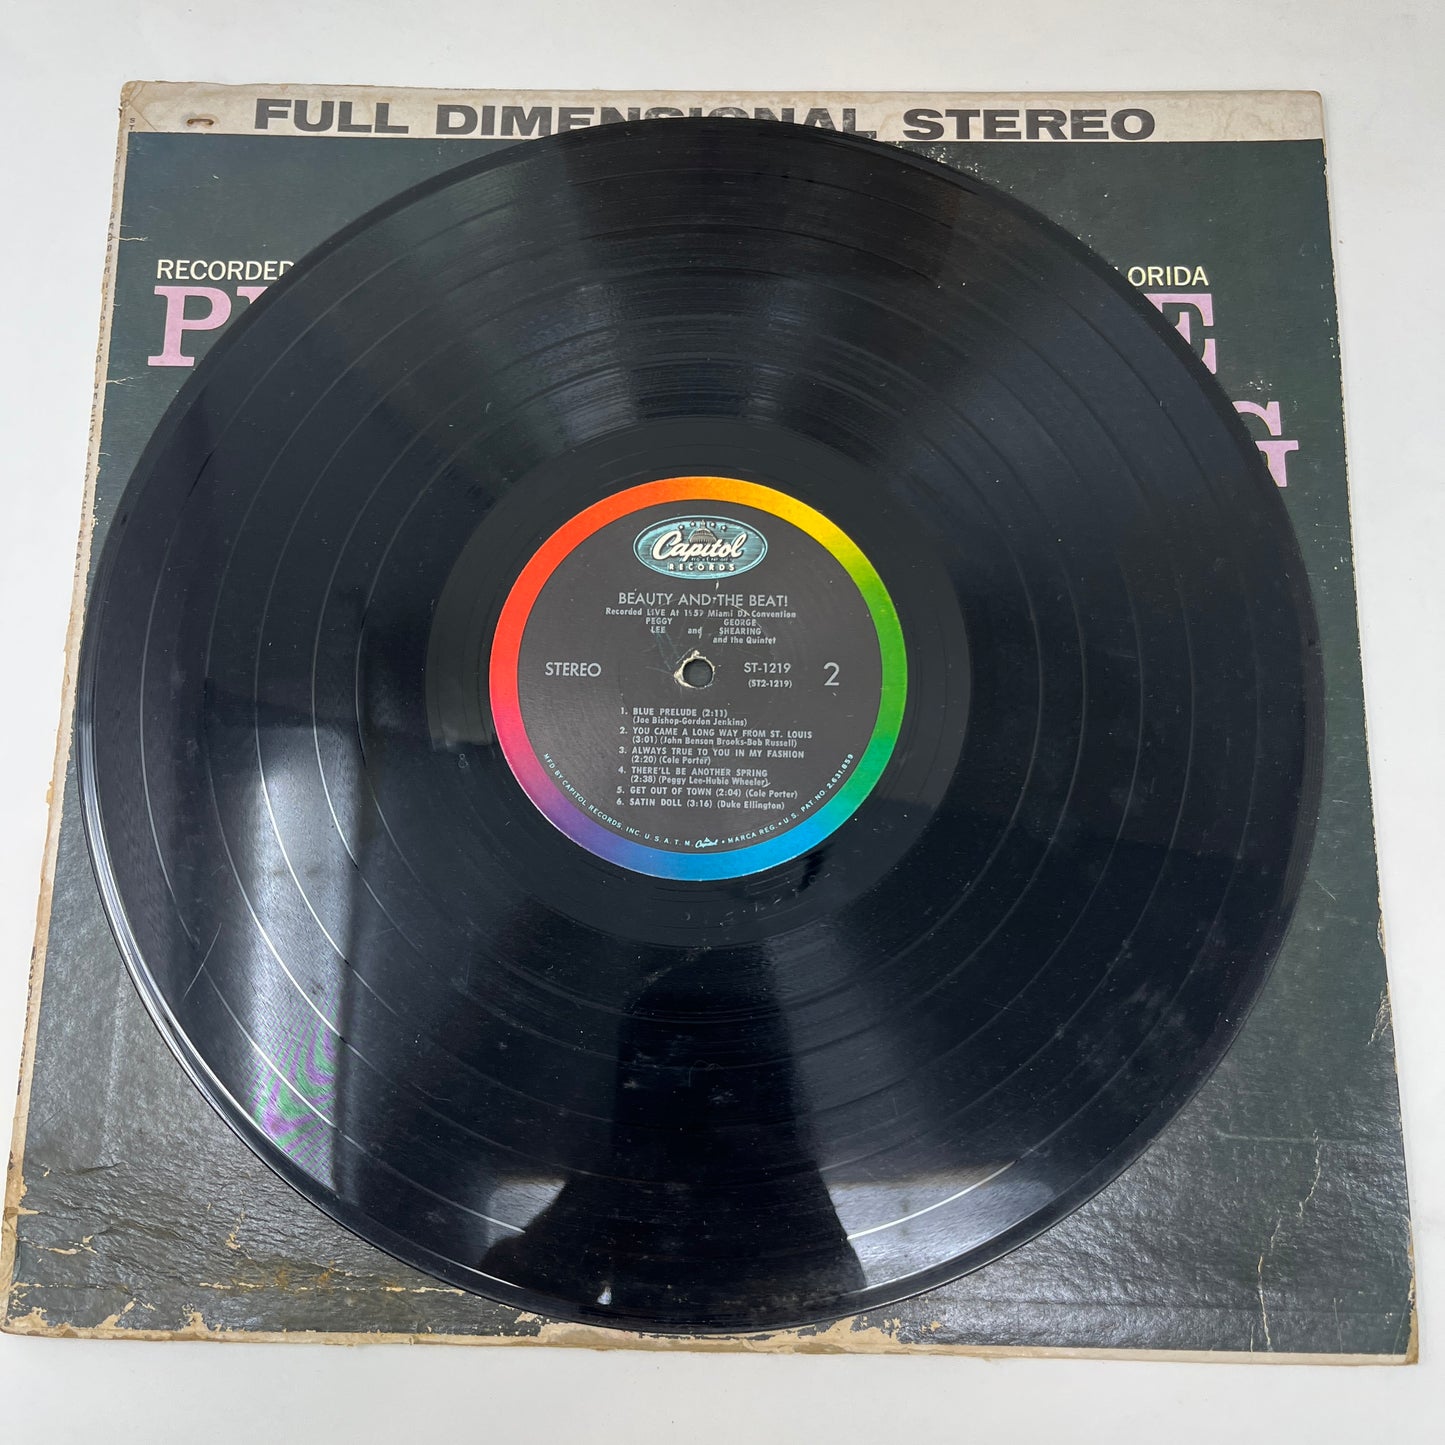 FULL DIMENSIONAL STEREO
RECORDED
ORIDA
P
E
G
Capitol
RECORDS
BEAUTY AND THE BEAT!
Recorded LIVE At 1959 Miami DJ Convention
PEGGY GEORGE
LEE and SHEARING
and the Quintet
STEREO
ST-1219
(ST2-1219)
2
1. BLUE PRELUDE (2:11)
(Joe Bishop-Gordon Jenkins)
2. YOU CAME A LONG WAY FROM ST. LOUIS
(3:01) (John Benson Brooks-Bob Russell)
3. ALWAYS TRUE TO YOU IN MY FASHION
(2:20) (Cole Porter)
4. THERE'LL BE ANOTHER SPRING
(2:38) (Peggy Lee-Hubie Wheeler)
5. GET OUT OF TOWN (2:04) (Cole Porter)
6. SATIN DOLL (3:16) (Duke Ellington)
MFD BY CAPITOL RECORDS, INC. U.S.A. T.M. Capitol • MARCA REG. • U.S. PAT. NO. 2,631,859